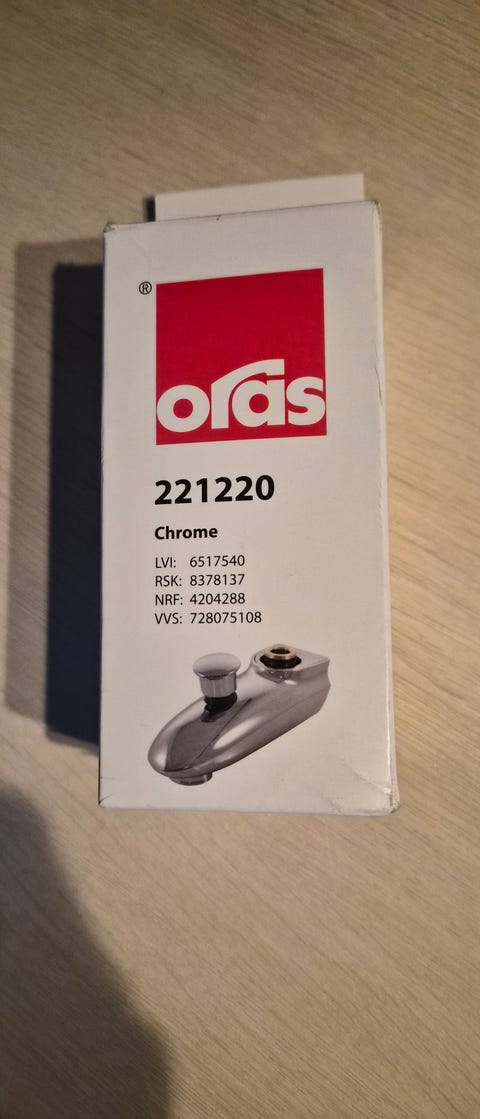 ®
oras
221220
Chrome
LVI: 6517540
RSK: 8378137
NRF: 4204288
VVS: 728075108